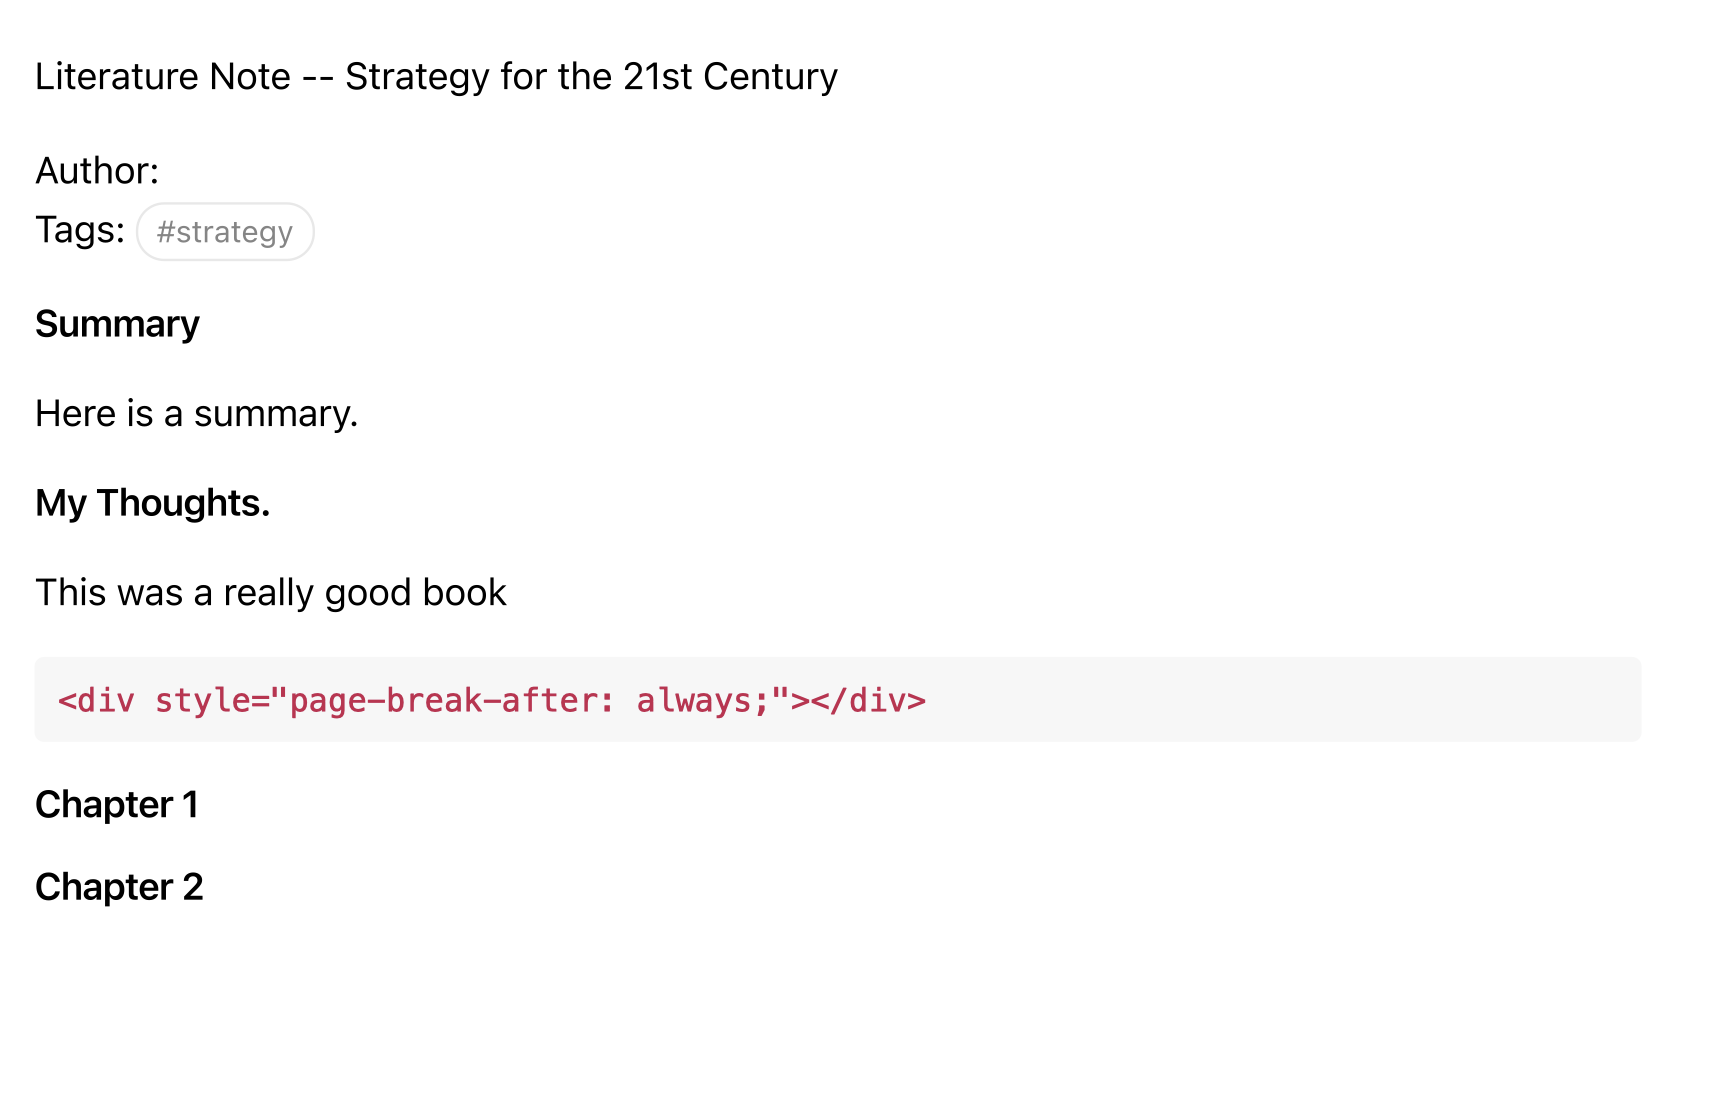 Literature Note -- Strategy for the 21st Century
Author:
Tags: #strategy
Summary
Here is a summary.
My Thoughts.
This was a really good book
<div style="page-break-after: always;"></div>
Chapter 1
Chapter 2